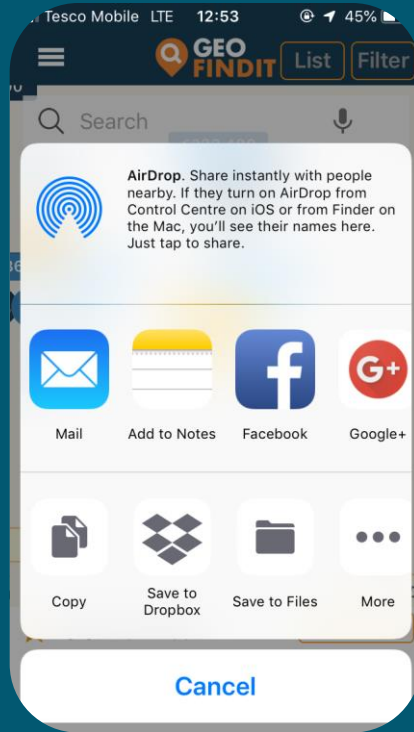 Tesco Mobile LTE 12:53 45%
GEO
FINDIT
List
Filter
Search
AirDrop. Share instantly with people
nearby. If they turn on AirDrop from
Control Centre on iOS or from Finder on
the Mac, you'll see their names here.
Just tap to share.
Mail
Add to Notes
Facebook
G+
Google+
Copy
Save to
Dropbox
Save to Files
More
Cancel